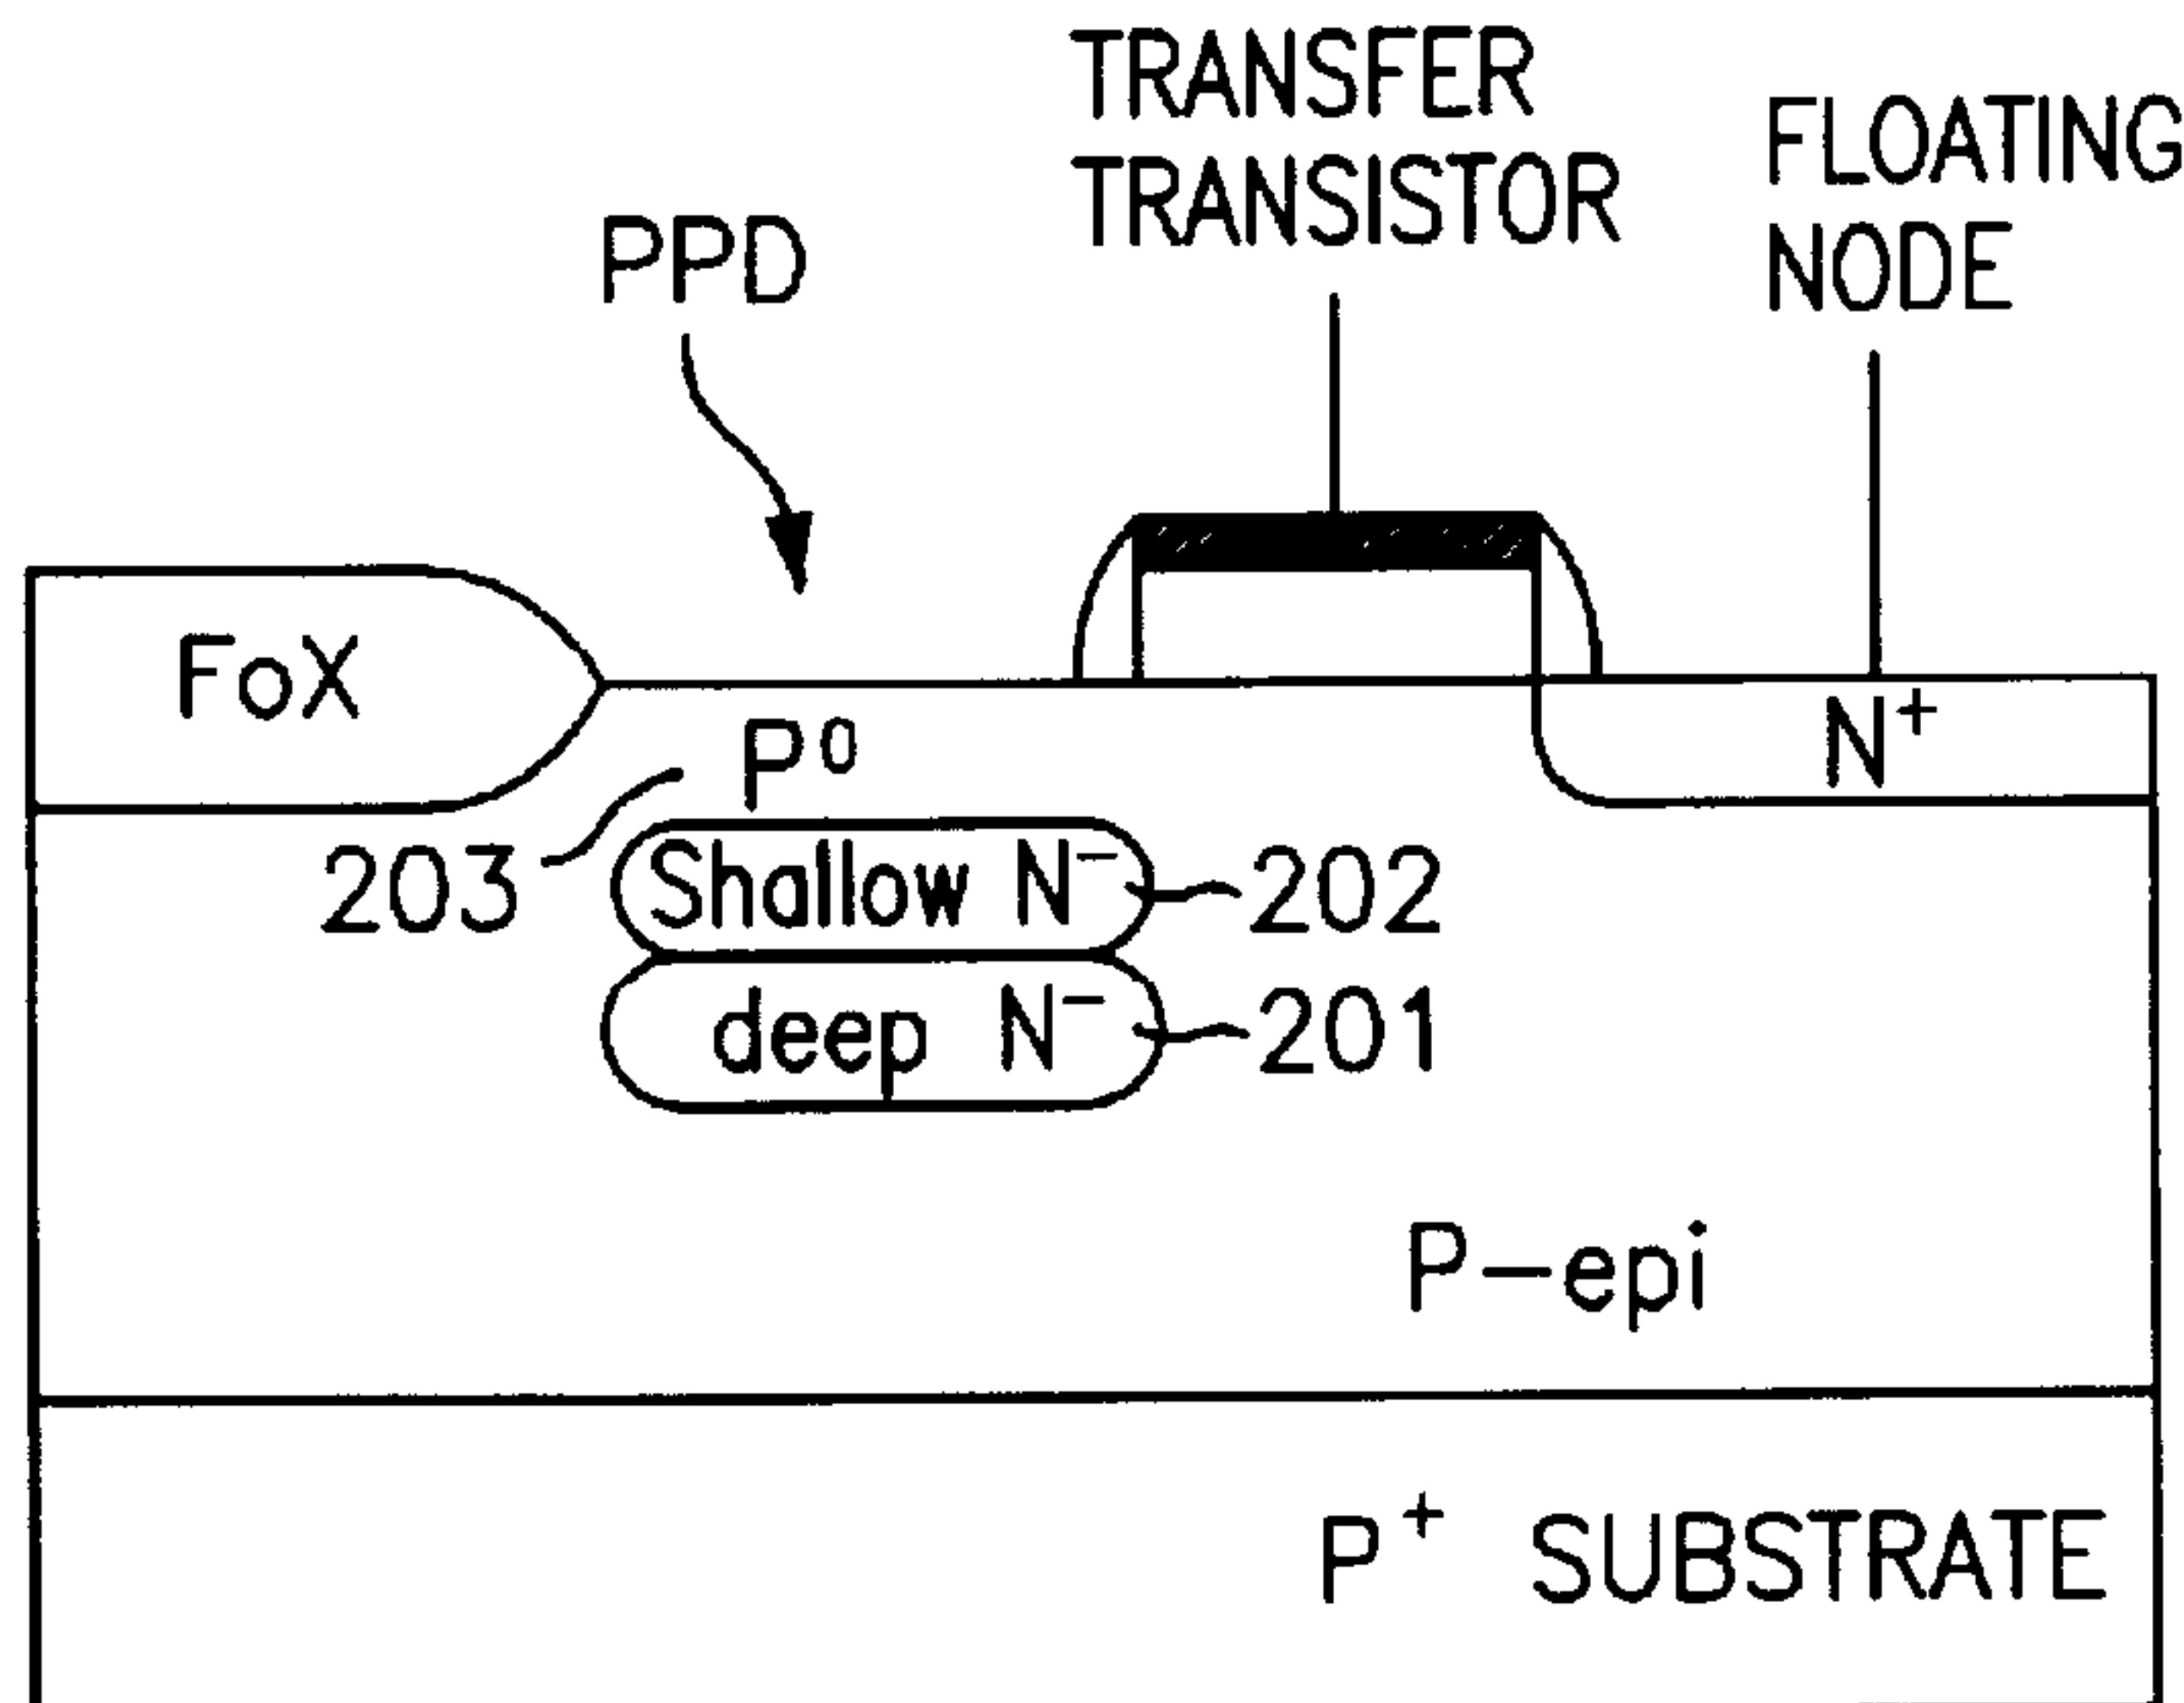 TRANSFER
TRANSISTOR
FLOATING
NODE
PPD
FoX
P⁰
N⁺
203
Shallow N⁻
202
deep N⁻
201
P-epi
P⁺ SUBSTRATE